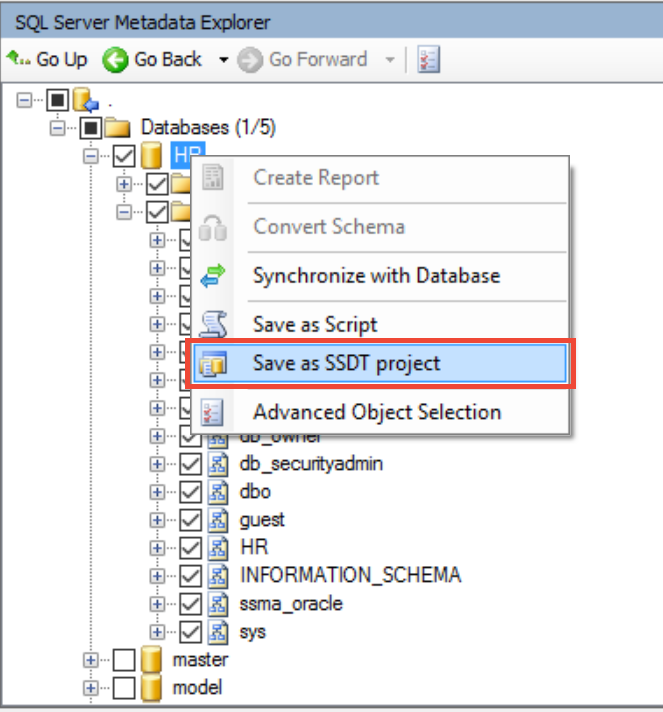 SQL Server Metadata Explorer
Go Up Go Back Go Forward
.
Databases (1/5)
HR
Create Report
Convert Schema
Synchronize with Database
Save as Script
Save as SSDT project
Advanced Object Selection
db_owner
db_securityadmin
dbo
guest
HR
INFORMATION_SCHEMA
ssma_oracle
sys
master
model